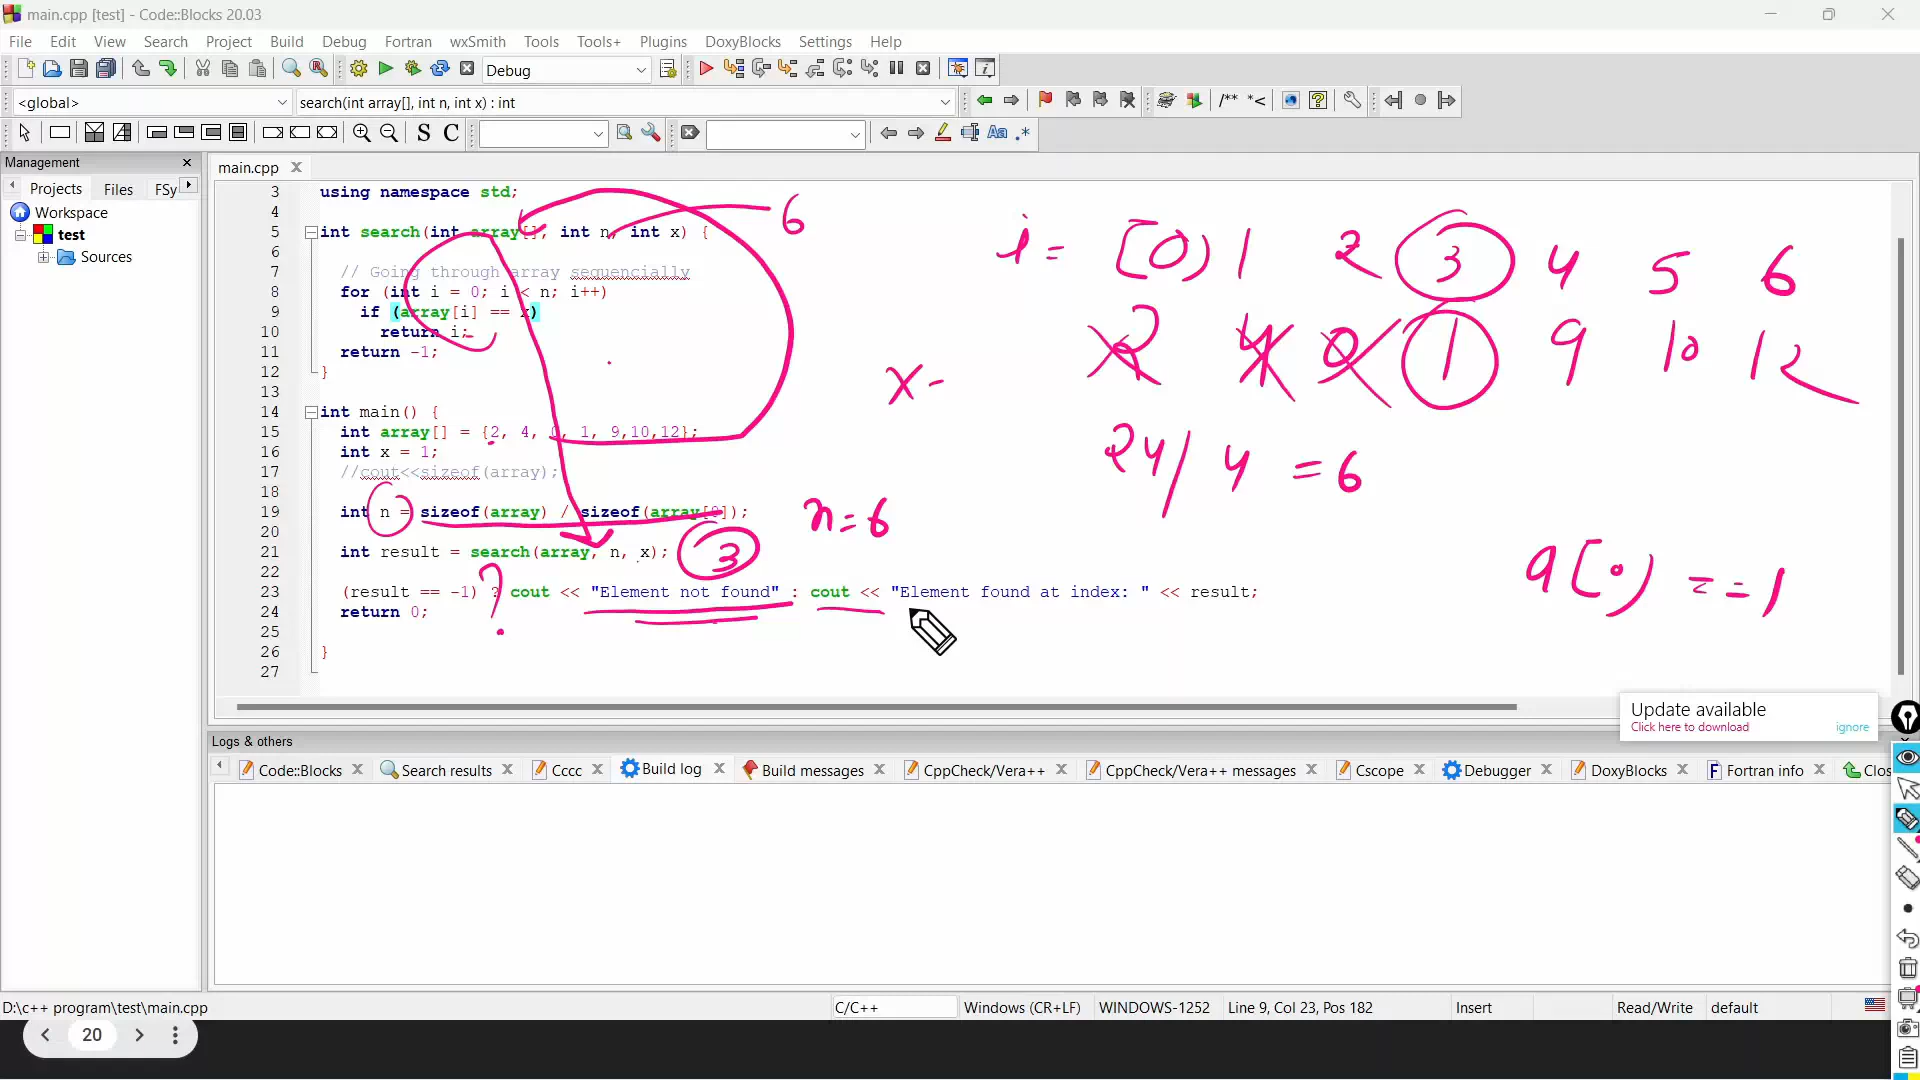 main.cpp [test] - Code::Blocks 20.03
File Edit View Search Project Build Debug Fortran wxSmith Tools Tools+ Plugins DoxyBlocks Settings Help
Debug
<global> search(int array[], int n, int x) : int /** *<
S C Aa .*
Management
Projects Files FSy
Workspace
test
Sources
main.cpp
3 using namespace std;
4
5 int search(int array[], int n, int x) {
6
7 // Going through array sequencially
8 for (int i = 0; i < n; i++)
9 if (array[i] == x)
10 return i;
11 return -1;
12 }
13
14 int main() {
15 int array[] = {2, 4, 0, 1, 9,10,12};
16 int x = 1;
17 //cout<<sizeof(array);
18
19 int n = sizeof(array) / sizeof(array[0]);
20
21 int result = search(array, n, x);
22
23 (result == -1) ? cout << "Element not found" : cout << "Element found at index: " << result;
24 return 0;
25
26 }
27
6
i = [0) 1 2 3 4 5 6
2 4 0 1 9 10 12
x -
24 / 4 = 6
n = 6
3
?
a [0) = = 1
Update available
Click here to download ignore
Logs & others
Code::Blocks Search results Cccc Build log Build messages CppCheck/Vera++ CppCheck/Vera++ messages Cscope Debugger DoxyBlocks Fortran info Clos
D:\c++ program\test\main.cpp C/C++ Windows (CR+LF) WINDOWS-1252 Line 9, Col 23, Pos 182 Insert Read/Write default
20